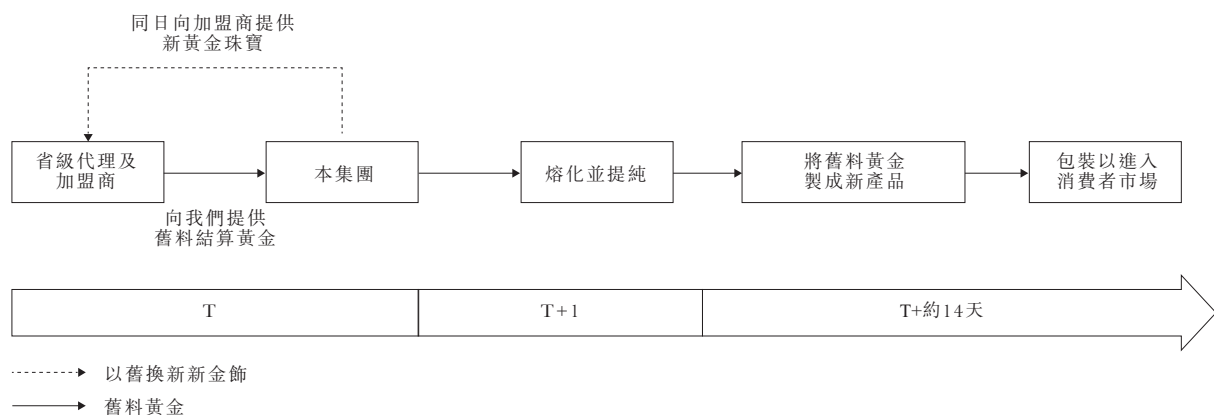 同日向加盟商提供
新黃金珠寶
省級代理及
加盟商
本集團
熔化並提純
將舊料黃金
製成新產品
包裝以進入
消費者市場
向我們提供
舊料結算黃金
T
T+1
T+約14天
以舊換新新金飾
舊料黃金